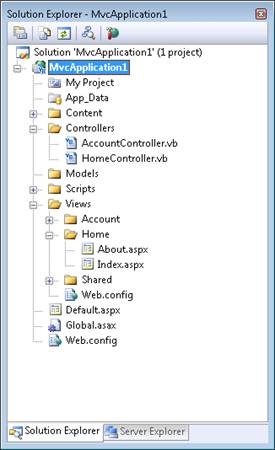 Solution Explorer - MvcApplication1
Solution 'MvcApplication1' (1 project)
MvcApplication1
My Project
App_Data
Content
Controllers
AccountController.vb
HomeController.vb
Models
Scripts
Views
Account
Home
About.aspx
Index.aspx
Shared
Web.config
Default.aspx
Global.asax
Web.config
Solution Explorer Server Explorer